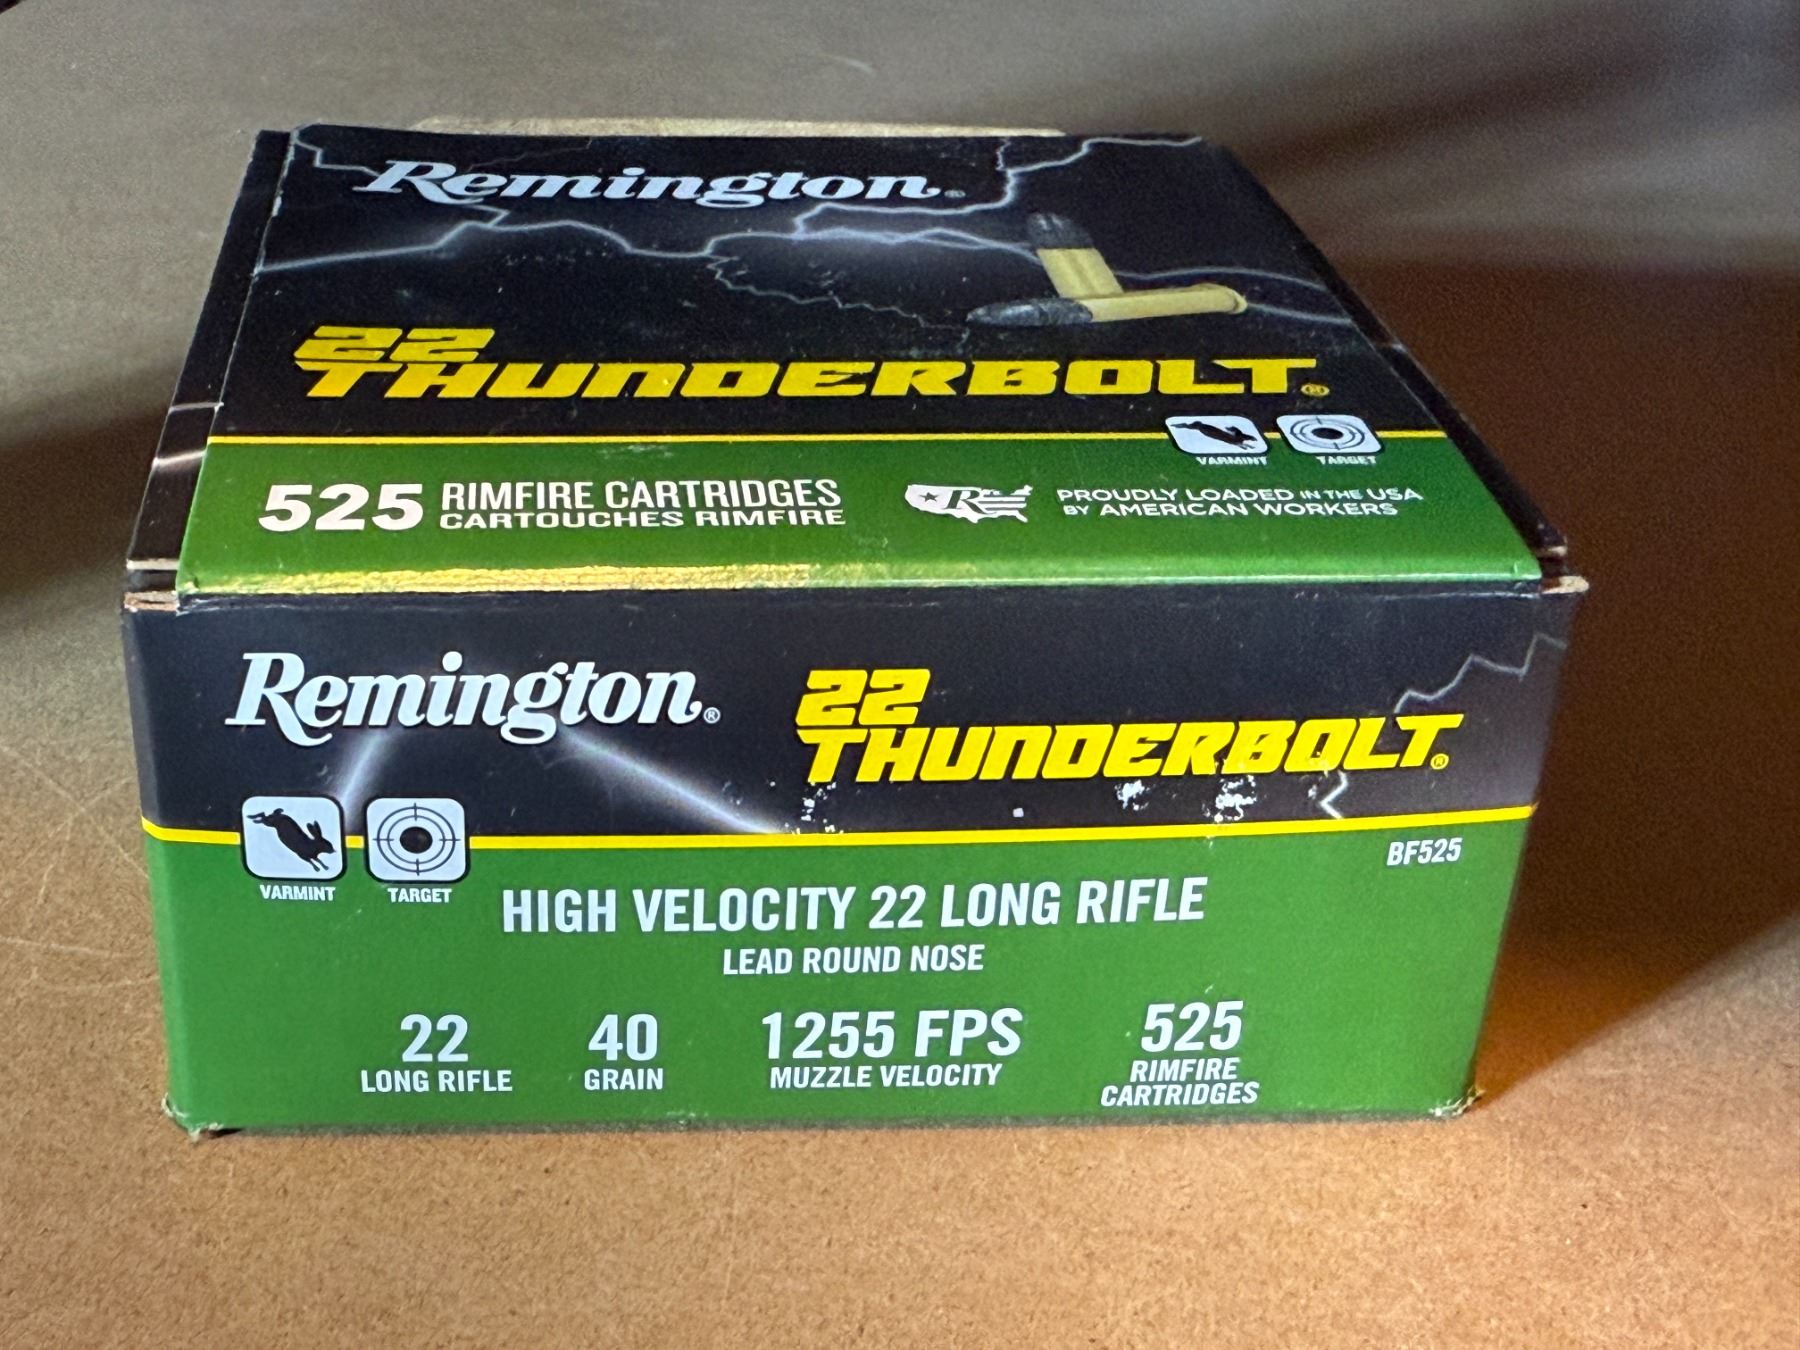 Remington®
22
THUNDERBOLT®
VARMINT TARGET
525 RIMFIRE CARTRIDGES
CARTOUCHES RIMFIRE
R
PROUDLY LOADED IN THE USA
BY AMERICAN WORKERS
Remington®
22
THUNDERBOLT®
VARMINT TARGET
BF525
HIGH VELOCITY 22 LONG RIFLE
LEAD ROUND NOSE
22
LONG RIFLE
40
GRAIN
1255 FPS
MUZZLE VELOCITY
525
RIMFIRE
CARTRIDGES